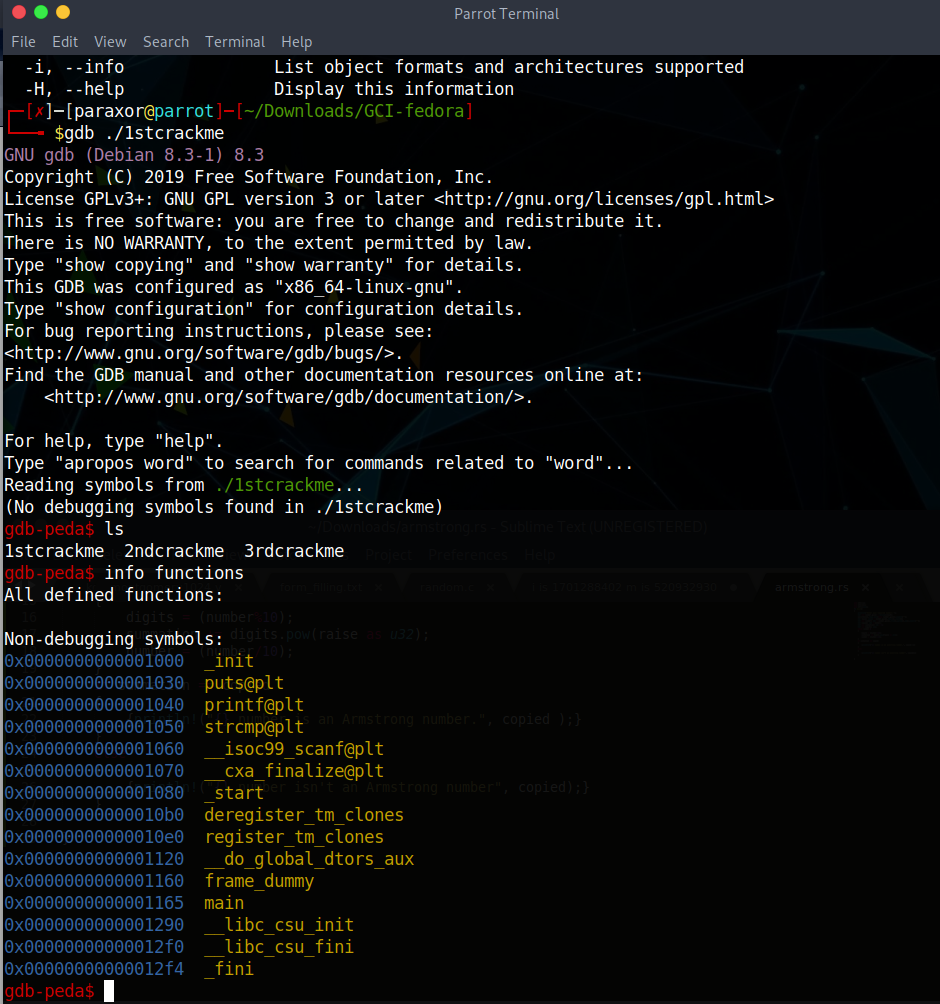 Parrot Terminal
File Edit View Search Terminal Help
-i, --info List object formats and architectures supported
-H, --help Display this information
┌─[✗]─[paraxor@parrot]─[~/Downloads/GCI-fedora]
└──╼ $gdb ./1stcrackme
GNU gdb (Debian 8.3-1) 8.3
Copyright (C) 2019 Free Software Foundation, Inc.
License GPLv3+: GNU GPL version 3 or later <http://gnu.org/licenses/gpl.html>
This is free software: you are free to change and redistribute it.
There is NO WARRANTY, to the extent permitted by law.
Type "show copying" and "show warranty" for details.
This GDB was configured as "x86_64-linux-gnu".
Type "show configuration" for configuration details.
For bug reporting instructions, please see:
<http://www.gnu.org/software/gdb/bugs/>.
Find the GDB manual and other documentation resources online at:
<http://www.gnu.org/software/gdb/documentation/>.
For help, type "help".
Type "apropos word" to search for commands related to "word"...
Reading symbols from ./1stcrackme...
(No debugging symbols found in ./1stcrackme)
gdb-peda$ ls
1stcrackme 2ndcrackme 3rdcrackme
gdb-peda$ info functions
All defined functions:
armstrong.rs
Non-debugging symbols:
0x0000000000001000 _init
0x0000000000001030 puts@plt
0x0000000000001040 printf@plt
0x0000000000001050 strcmp@plt
0x0000000000001060 __isoc99_scanf@plt
0x0000000000001070 __cxa_finalize@plt
0x0000000000001080 _start
0x00000000000010b0 deregister_tm_clones
0x00000000000010e0 register_tm_clones
0x0000000000001120 __do_global_dtors_aux
0x0000000000001160 frame_dummy
0x0000000000001165 main
0x0000000000001290 __libc_csu_init
0x00000000000012f0 __libc_csu_fini
0x00000000000012f4 _fini
gdb-peda$